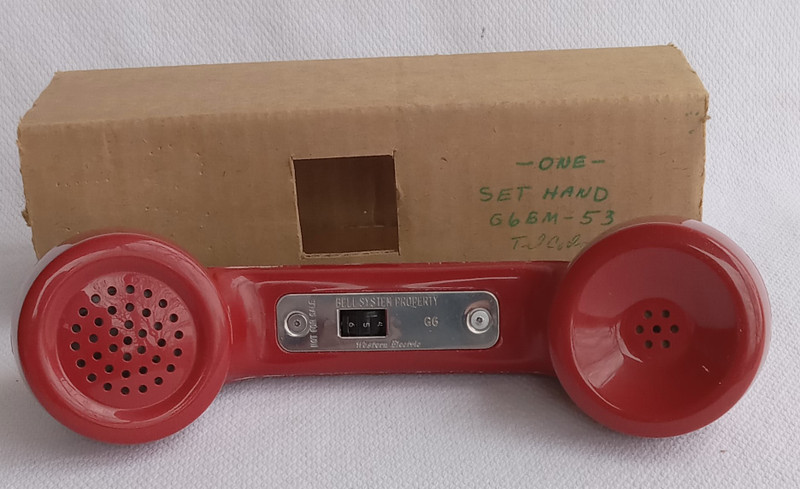 -ONE-
SET HAND
G6BM-53
BELL SYSTEM PROPERTY
NOT FOR SALE
G6
Western Electric